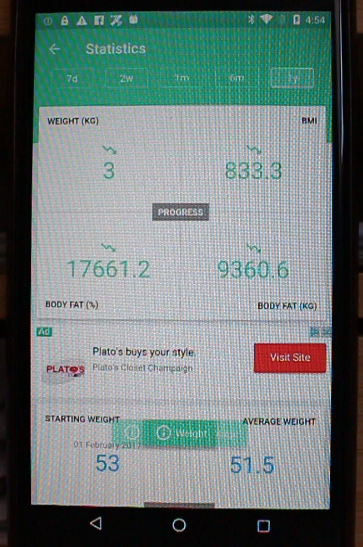 4:54
Statistics
7d 2w 1m 6m 1y
WEIGHT (KG) BMI
3 833.3
PROGRESS
17661.2 9360.6
BODY FAT (%) BODY FAT (KG)
Ad
Plato's buys your style.
PLATO'S Plato's Closet Champaign
Visit Site
STARTING WEIGHT AVERAGE WEIGHT
Weight
01 February 2017
53 51.5